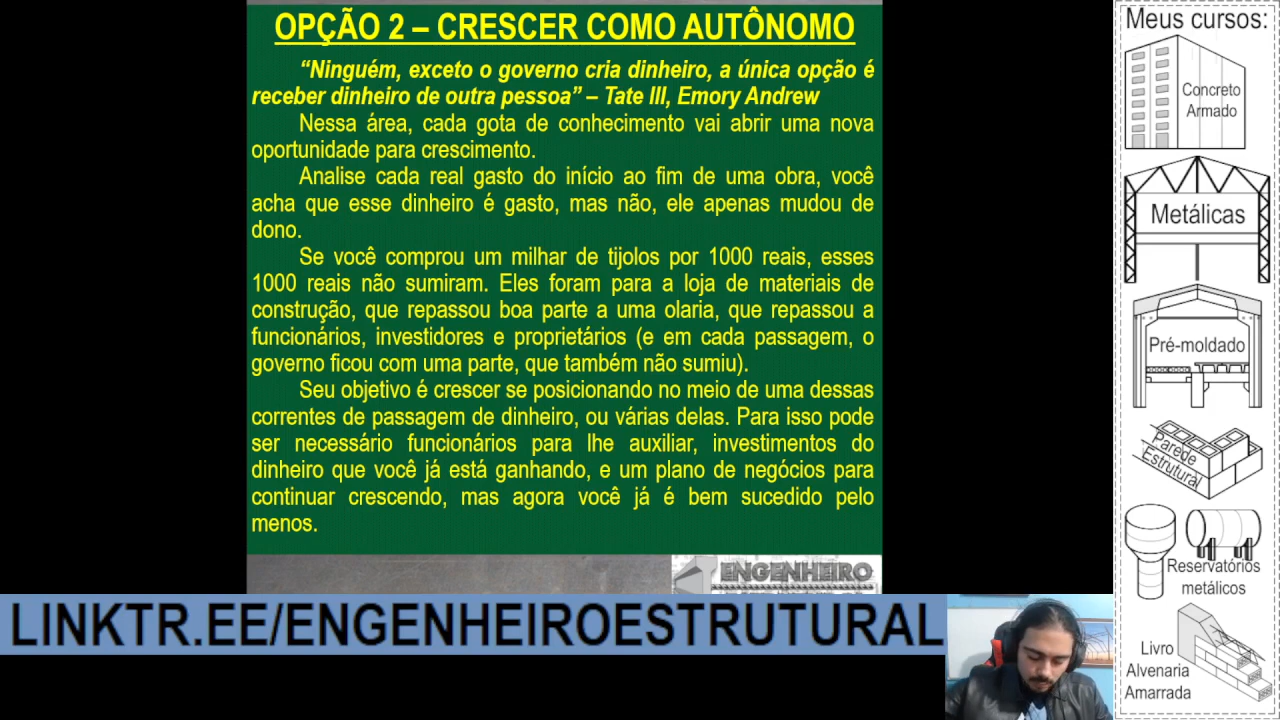 OPÇÃO 2 – CRESCER COMO AUTÔNOMO
“Ninguém, exceto o governo cria dinheiro, a única opção é
receber dinheiro de outra pessoa” – Tate III, Emory Andrew
Nessa área, cada gota de conhecimento vai abrir uma nova
oportunidade para crescimento.
Analise cada real gasto do início ao fim de uma obra, você
acha que esse dinheiro é gasto, mas não, ele apenas mudou de
dono.
Se você comprou um milhar de tijolos por 1000 reais, esses
1000 reais não sumiram. Eles foram para a loja de materiais de
construção, que repassou boa parte a uma olaria, que repassou a
funcionários, investidores e proprietários (e em cada passagem, o
governo ficou com uma parte, que também não sumiu).
Seu objetivo é crescer se posicionando no meio de uma dessas
correntes de passagem de dinheiro, ou várias delas. Para isso pode
ser necessário funcionários para lhe auxiliar, investimentos do
dinheiro que você já está ganhando, e um plano de negócios para
continuar crescendo, mas agora você já é bem sucedido pelo
menos.
ENGENHEIRO
LINKTR.EE/ENGENHEIROESTRUTURAL
Meus cursos:
Concreto
Armado
Metálicas
Pré-moldado
Parede
Estrutural
Reservatórios
metálicos
Livro
Alvenaria
Amarrada